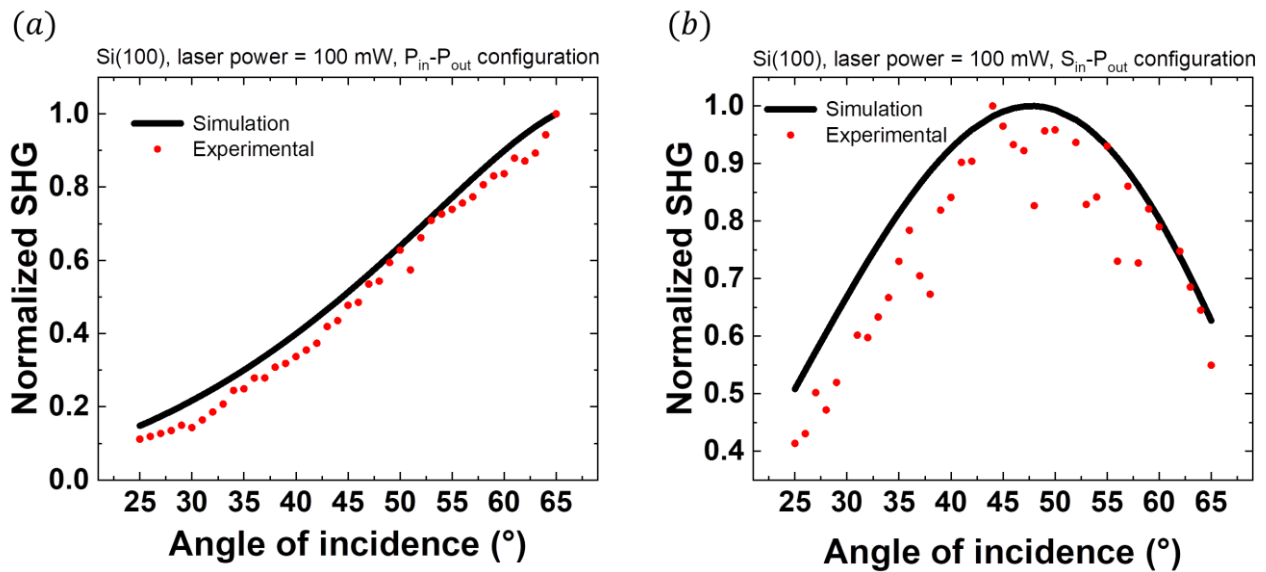 (a)
Si(100), laser power = 100 mW, Pin-Pout configuration
Simulation
Experimental
Normalized SHG
1.0
0.8
0.6
0.4
0.2
0.0
25 30 35 40 45 50 55 60 65
Angle of incidence (°)
(b)
Si(100), laser power = 100 mW, Sin-Pout configuration
Simulation
Experimental
Normalized SHG
1.0
0.9
0.8
0.7
0.6
0.5
0.4
25 30 35 40 45 50 55 60 65
Angle of incidence (°)